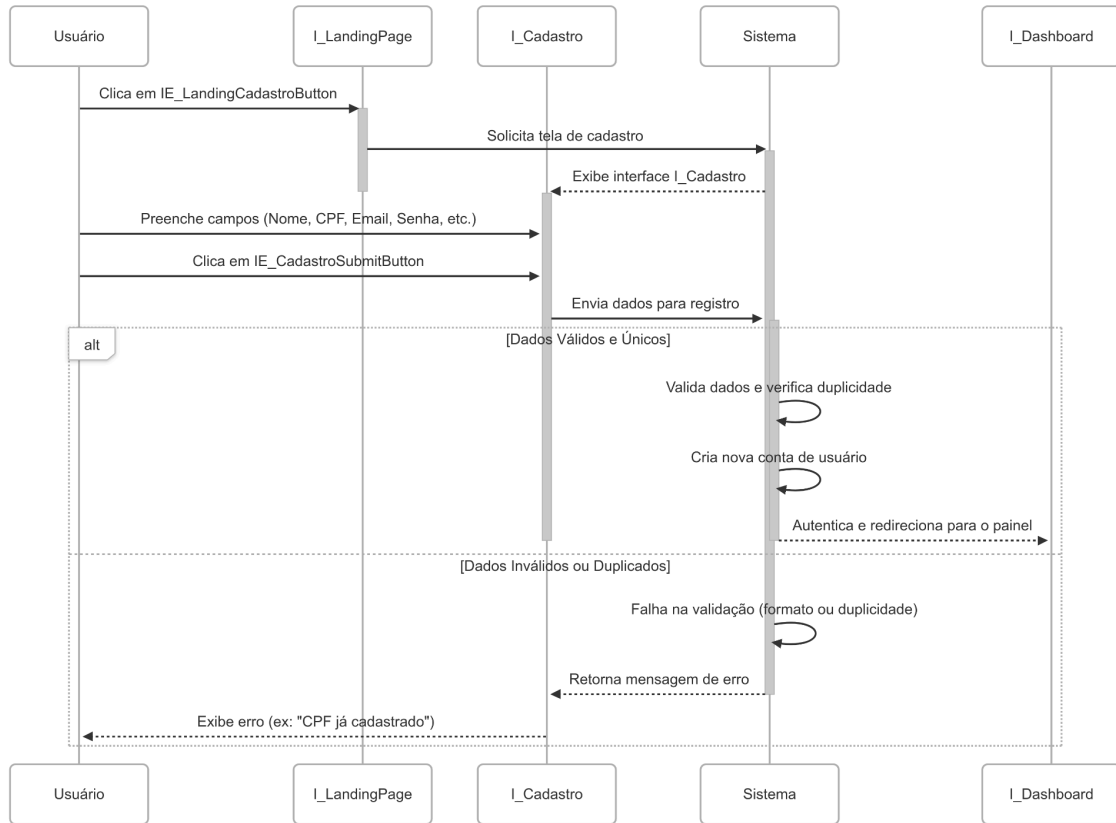 Usuário
I_LandingPage
I_Cadastro
Sistema
I_Dashboard
Clica em IE_LandingCadastroButton
Solicita tela de cadastro
Exibe interface I_Cadastro
Preenche campos (Nome, CPF, Email, Senha, etc.)
Clica em IE_CadastroSubmitButton
Envia dados para registro
alt
[Dados Válidos e Únicos]
Valida dados e verifica duplicidade
Cria nova conta de usuário
Autentica e redireciona para o painel
[Dados Inválidos ou Duplicados]
Falha na validação (formato ou duplicidade)
Retorna mensagem de erro
Exibe erro (ex: "CPF já cadastrado")
Usuário
I_LandingPage
I_Cadastro
Sistema
I_Dashboard